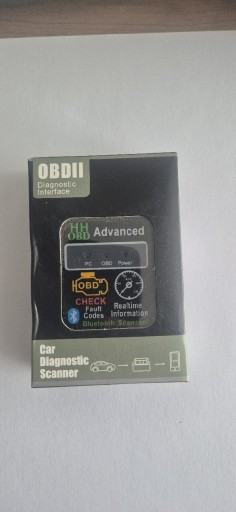 OBDII
Diagnostic
Interface
HH
OBD
Advanced
PC OBD Power
OBD
CHECK
Fault
Codes
Realtime
Information
Bluetooth Scanner
Car
Diagnostic
Scanner